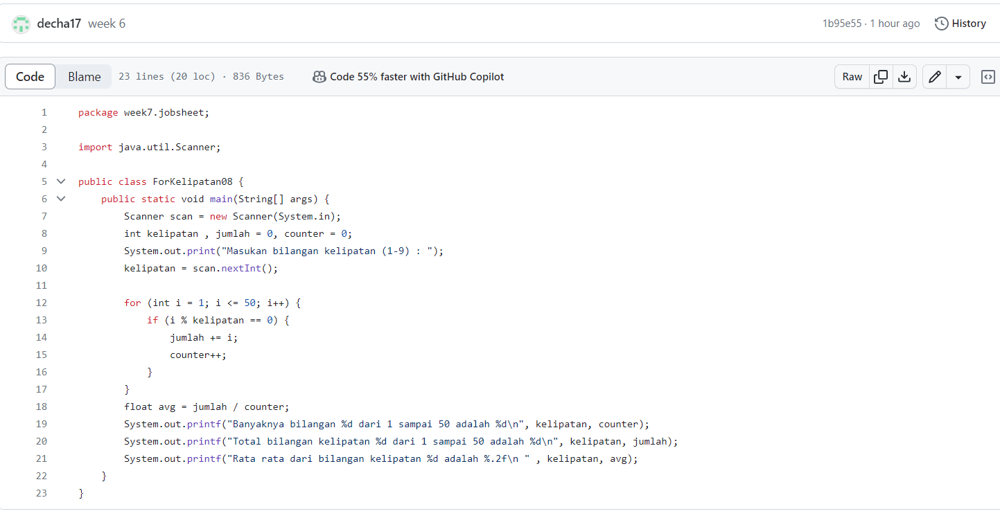 decha17 week 6 1b95e55 · 1 hour ago History
Code Blame 23 lines (20 loc) · 836 Bytes Code 55% faster with GitHub Copilot Raw
1 package week7.jobsheet;
2
3 import java.util.Scanner;
4
5 public class ForKelipatan08 {
6 public static void main(String[] args) {
7 Scanner scan = new Scanner(System.in);
8 int kelipatan , jumlah = 0, counter = 0;
9 System.out.print("Masukan bilangan kelipatan (1-9) : ");
10 kelipatan = scan.nextInt();
11
12 for (int i = 1; i <= 50; i++) {
13 if (i % kelipatan == 0) {
14 jumlah += i;
15 counter++;
16 }
17 }
18 float avg = jumlah / counter;
19 System.out.printf("Banyaknya bilangan %d dari 1 sampai 50 adalah %d\n", kelipatan, counter);
20 System.out.printf("Total bilangan kelipatan %d dari 1 sampai 50 adalah %d\n", kelipatan, jumlah);
21 System.out.printf("Rata rata dari bilangan kelipatan %d adalah %.2f\n " , kelipatan, avg);
22 }
23 }